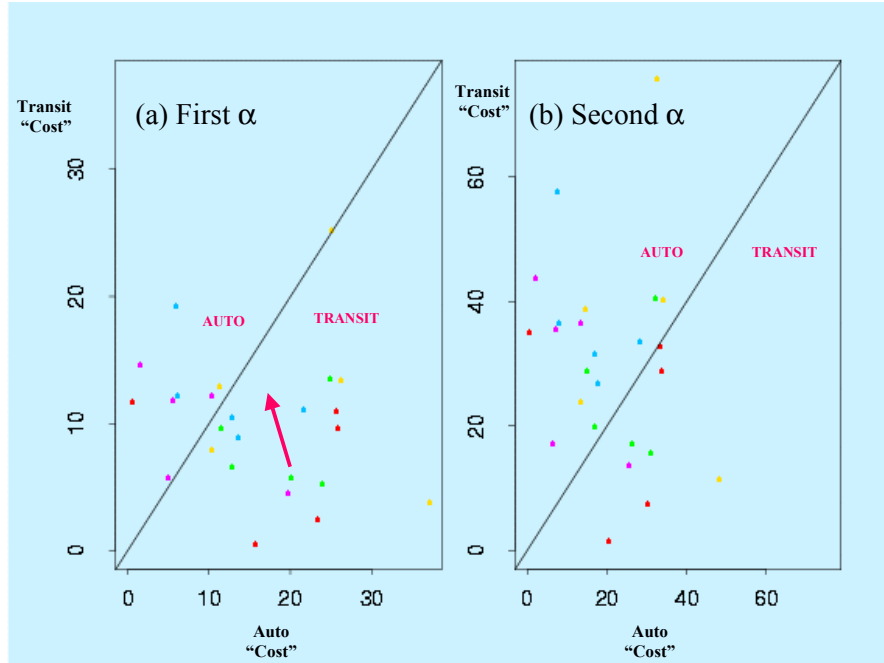 Transit
“Cost”
(a) First α
30
20
10
0
AUTO
TRANSIT
0 10 20 30
Auto
“Cost”
Transit
“Cost”
(b) Second α
60
40
20
0
AUTO
TRANSIT
0 20 40 60
Auto
“Cost”